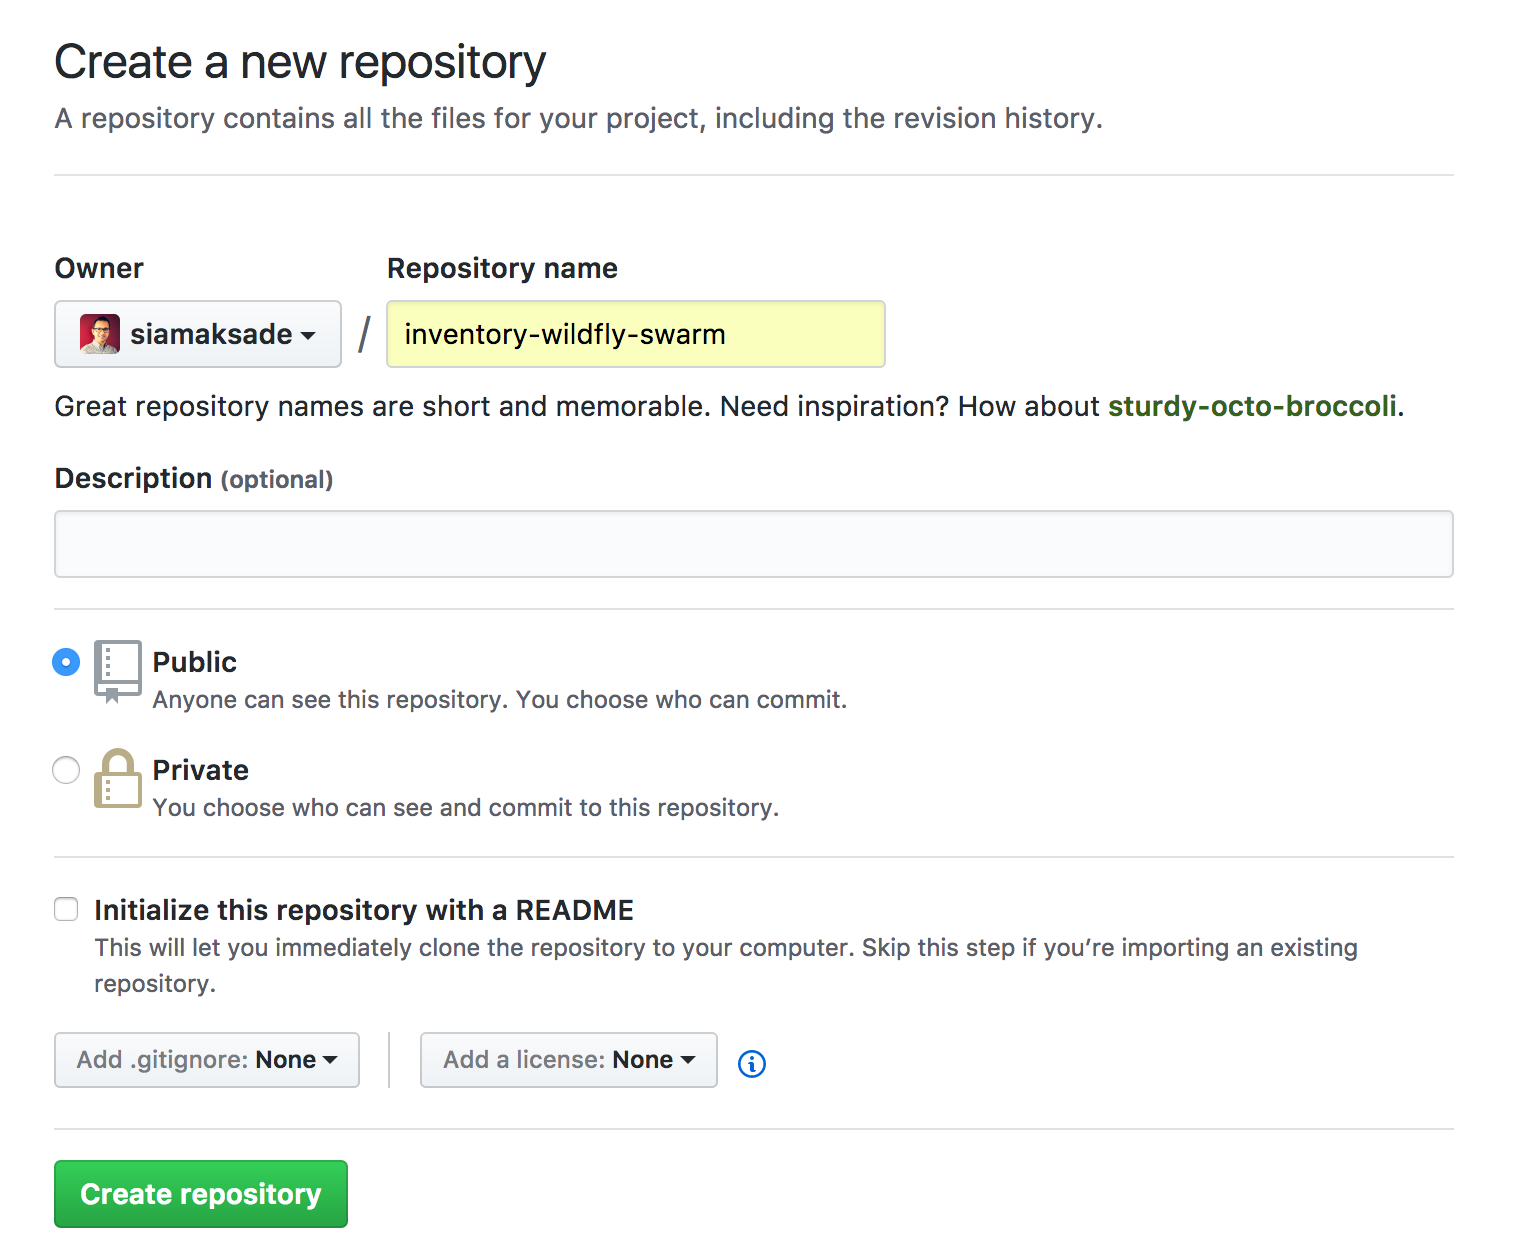 Create a new repository
A repository contains all the files for your project, including the revision history.
Owner
Repository name
siamaksade
/
inventory-wildfly-swarm
Great repository names are short and memorable. Need inspiration? How about sturdy-octo-broccoli.
Description (optional)
Public
Anyone can see this repository. You choose who can commit.
Private
You choose who can see and commit to this repository.
Initialize this repository with a README
This will let you immediately clone the repository to your computer. Skip this step if you’re importing an existing
repository.
Add .gitignore: None
Add a license: None
Create repository